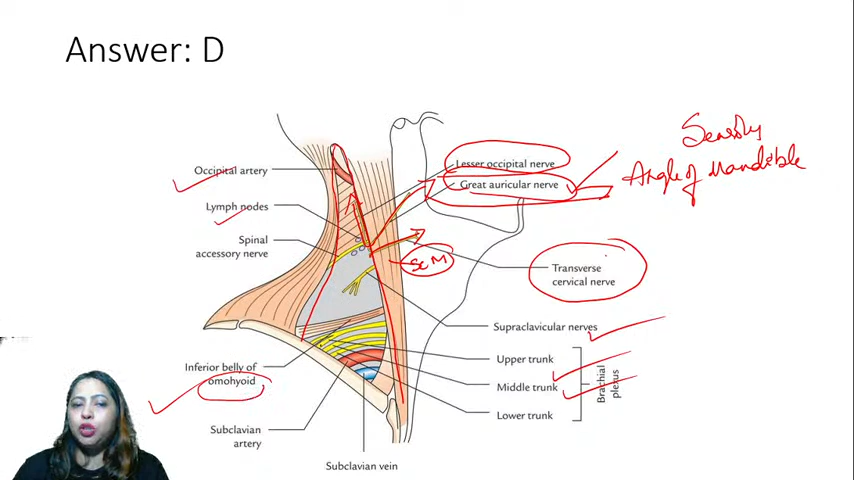 Answer: D
Sensory
Angle of Mandible
Lesser occipital nerve
Great auricular nerve
Occipital artery
Lymph nodes
Spinal
accessory nerve
ScM
Transverse
cervical nerve
Supraclavicular nerves
Upper trunk
Middle trunk
Lower trunk
Brachial
plexus
Inferior belly of
omohyoid
Subclavian
artery
Subclavian vein